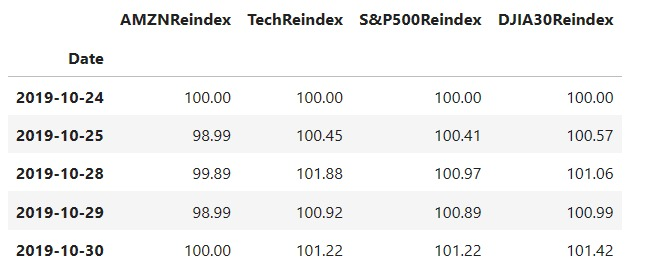 AMZNReindex TechReindex S&P500Reindex DJIA30Reindex
Date
2019-10-24 100.00 100.00 100.00 100.00
2019-10-25 98.99 100.45 100.41 100.57
2019-10-28 99.89 101.88 100.97 101.06
2019-10-29 98.99 100.92 100.89 100.99
2019-10-30 100.00 101.22 101.22 101.42